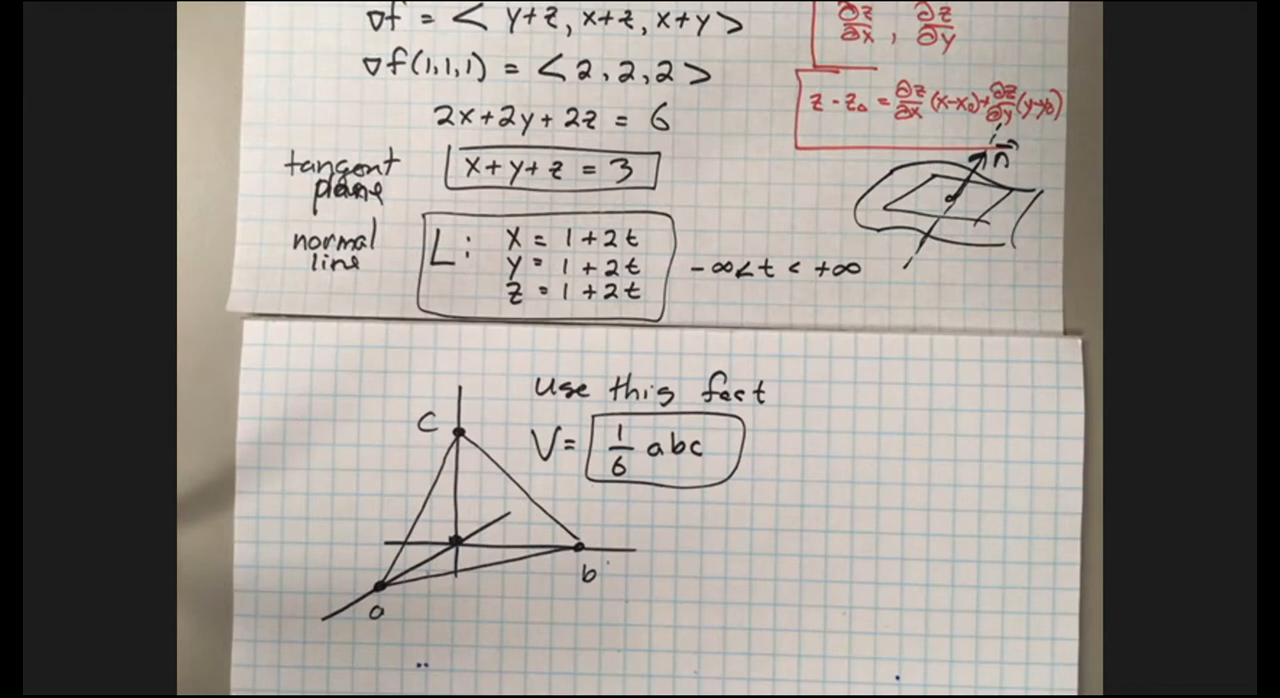 ∇f = < y+z, x+z, x+y >
∂z/∂x , ∂z/∂y
∇f(1,1,1) = < 2, 2, 2 >
z - z₀ = ∂z/∂x (x-x₀) + ∂z/∂y (y-y₀)
2x+2y+2z = 6
n⃗
tangent plane
x+y+z = 3
normal line
L: x = 1+2t
y = 1+2t
z = 1+2t
-∞<t < +∞
use this fact
c
V= 1/6 abc
b
a